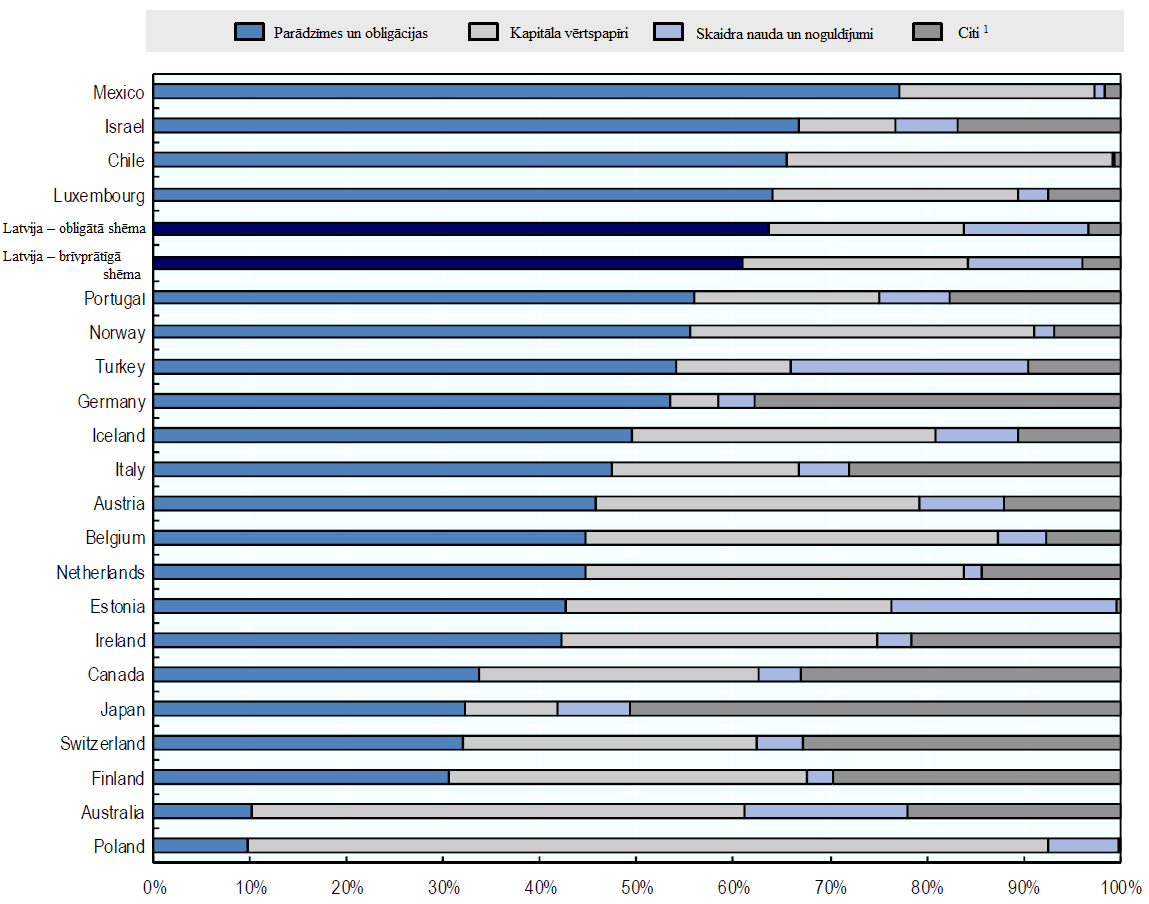 Parādzīmes un obligācijas Kapitāla vērtspapīri Skaidra nauda un noguldījumi Citi 1
Mexico
Israel
Chile
Luxembourg
Latvija – obligātā shēma
Latvija – brīvprātīgā
shēma
Portugal
Norway
Turkey
Germany
Iceland
Italy
Austria
Belgium
Netherlands
Estonia
Ireland
Canada
Japan
Switzerland
Finland
Australia
Poland
0% 10% 20% 30% 40% 50% 60% 70% 80% 90% 100%